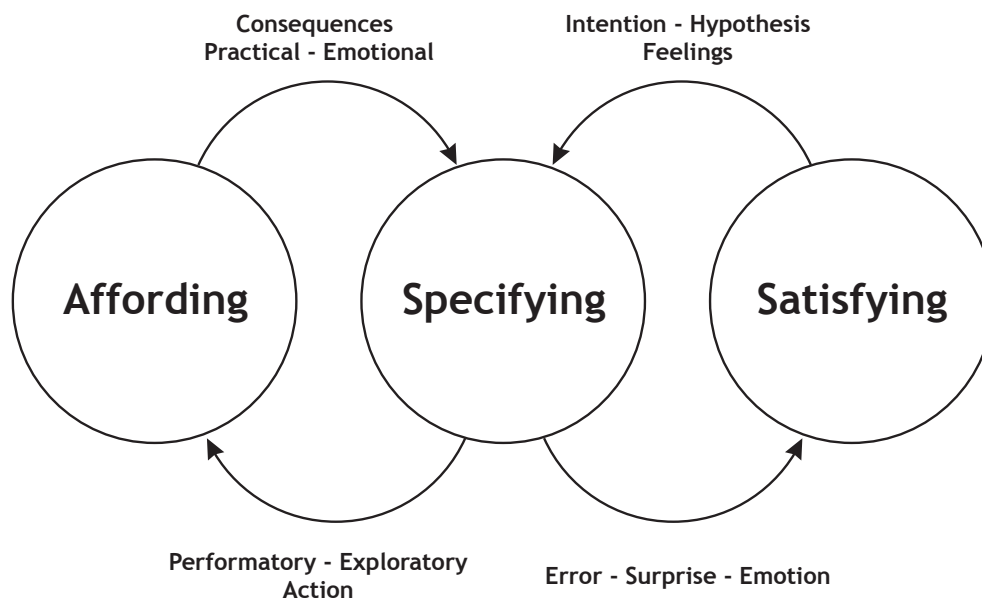 Consequences
Practical - Emotional
Intention - Hypothesis
Feelings
Affording
Specifying
Satisfying
Performatory - Exploratory
Action
Error - Surprise - Emotion